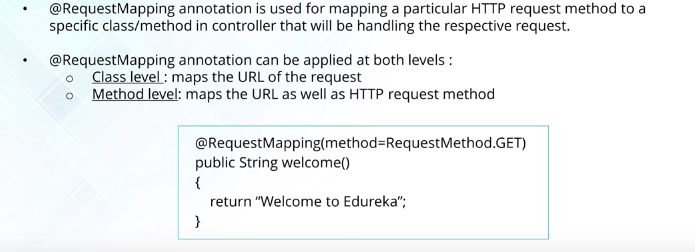 • @RequestMapping annotation is used for mapping a particular HTTP request method to a
specific class/method in controller that will be handling the respective request.
• @RequestMapping annotation can be applied at both levels :
o Class level : maps the URL of the request
o Method level: maps the URL as well as HTTP request method
@RequestMapping(method=RequestMethod.GET)
public String welcome()
{
return “Welcome to Edureka”;
}